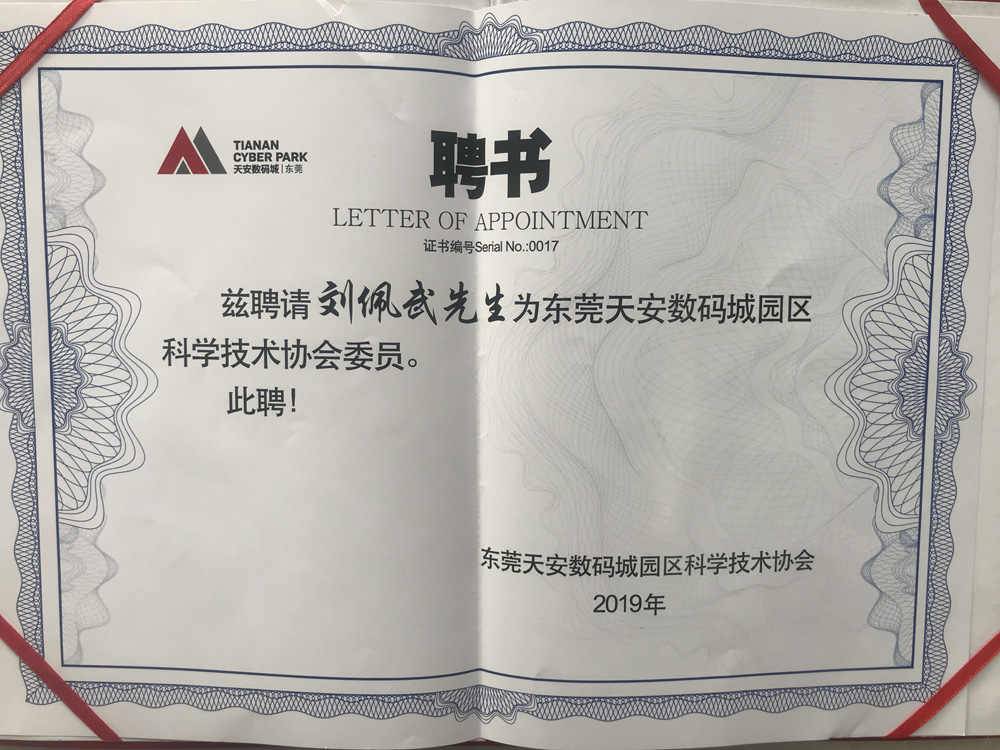 TIANAN
CYBER PARK
天安数码城|东莞
聘书
LETTER OF APPOINTMENT
证书编号Serial No.:0017
兹聘请刘佩武先生为东莞天安数码城园区
科学技术协会委员。
此聘!
东莞天安数码城园区科学技术协会
2019年